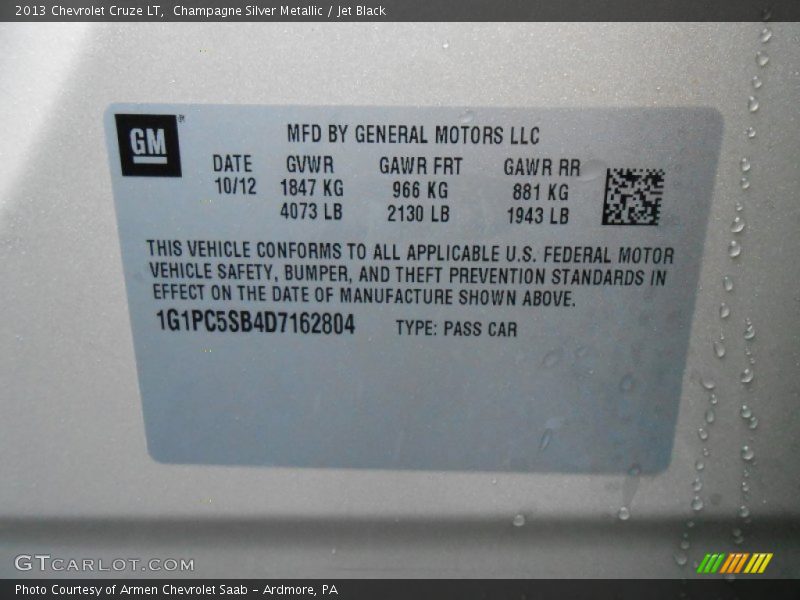 2013 Chevrolet Cruze LT,  Champagne Silver Metallic / Jet Black
GM®
MFD BY GENERAL MOTORS LLC
DATE GVWR GAWR FRT GAWR RR
10/12 1847 KG 966 KG 881 KG
4073 LB 2130 LB 1943 LB
THIS VEHICLE CONFORMS TO ALL APPLICABLE U.S. FEDERAL MOTOR
VEHICLE SAFETY, BUMPER, AND THEFT PREVENTION STANDARDS IN
EFFECT ON THE DATE OF MANUFACTURE SHOWN ABOVE.
1G1PC5SB4D7162804 TYPE: PASS CAR
GTCARLOT.COM
Photo Courtesy of Armen Chevrolet Saab - Ardmore, PA